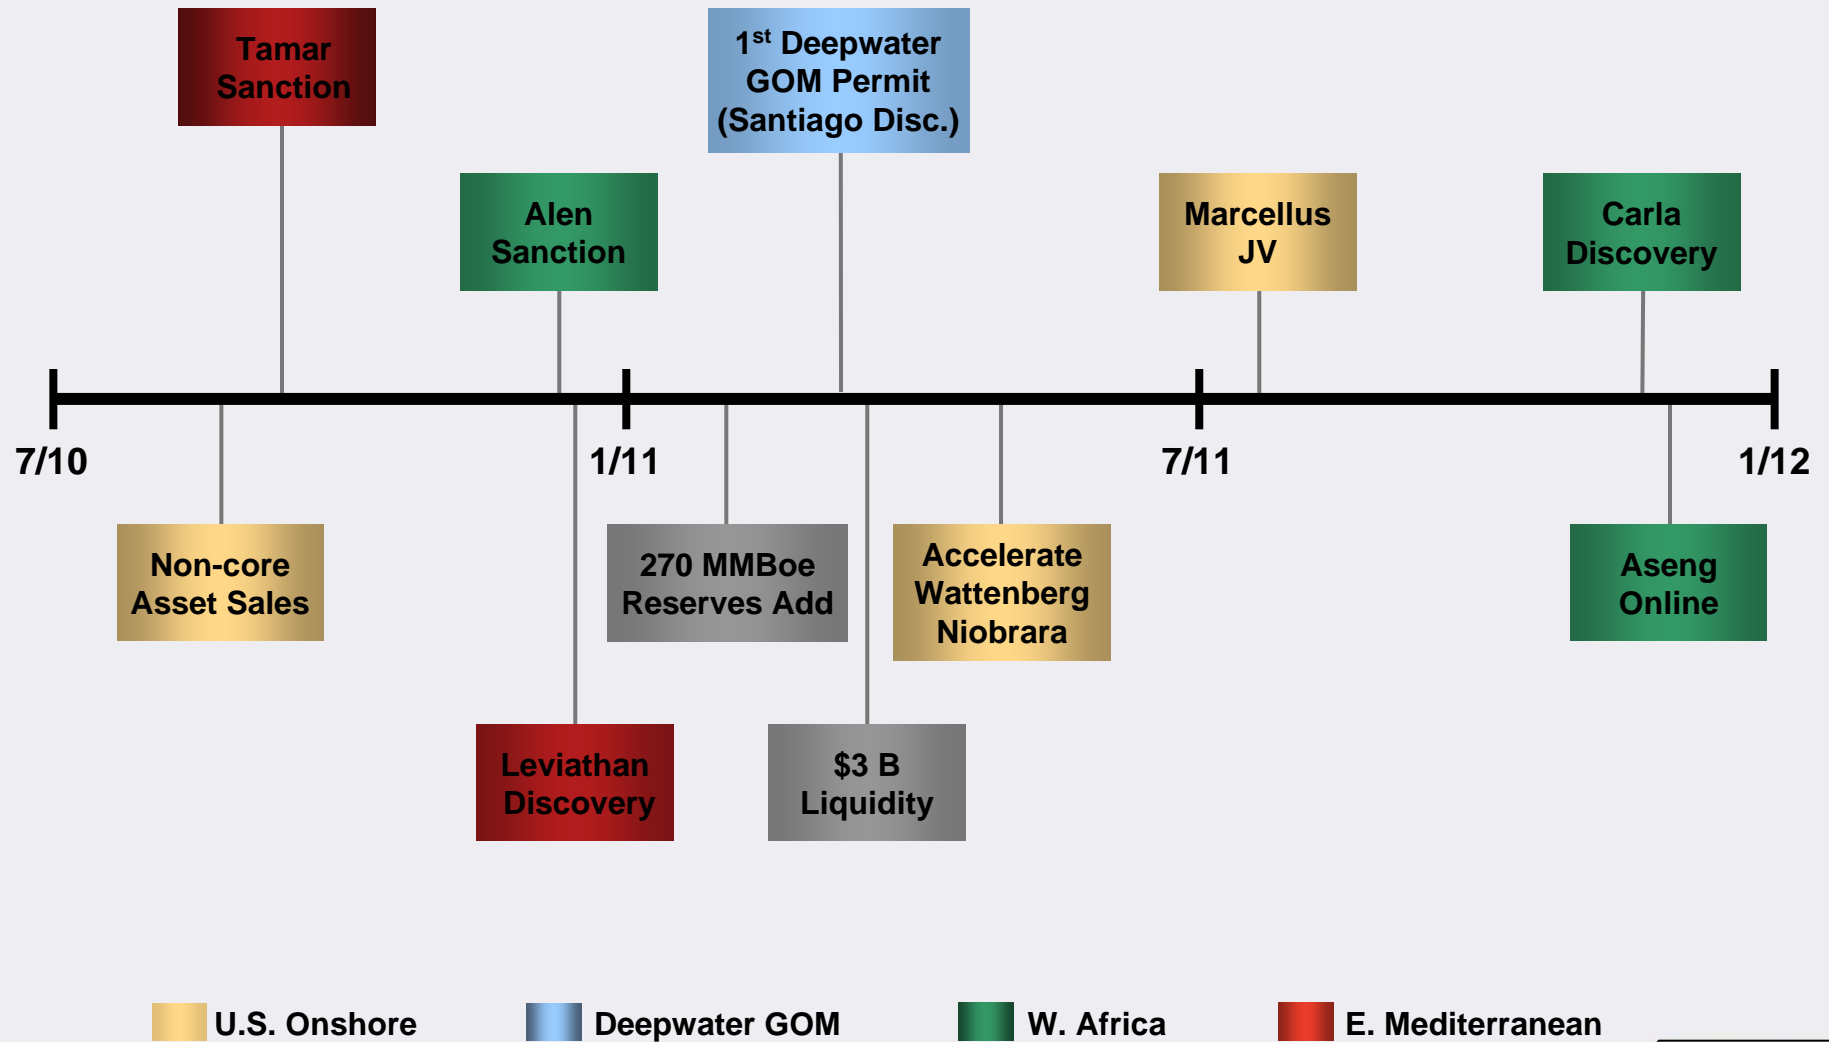 Tamar
Sanction
1st Deepwater
GOM Permit
(Santiago Disc.)
Alen
Sanction
Marcellus
JV
Carla
Discovery
7/10
1/11
7/11
1/12
Non-core
Asset Sales
270 MMBoe
Reserves Add
Accelerate
Wattenberg
Niobrara
Aseng
Online
Leviathan
Discovery
$3 B
Liquidity
U.S. Onshore
Deepwater GOM
W. Africa
E. Mediterranean